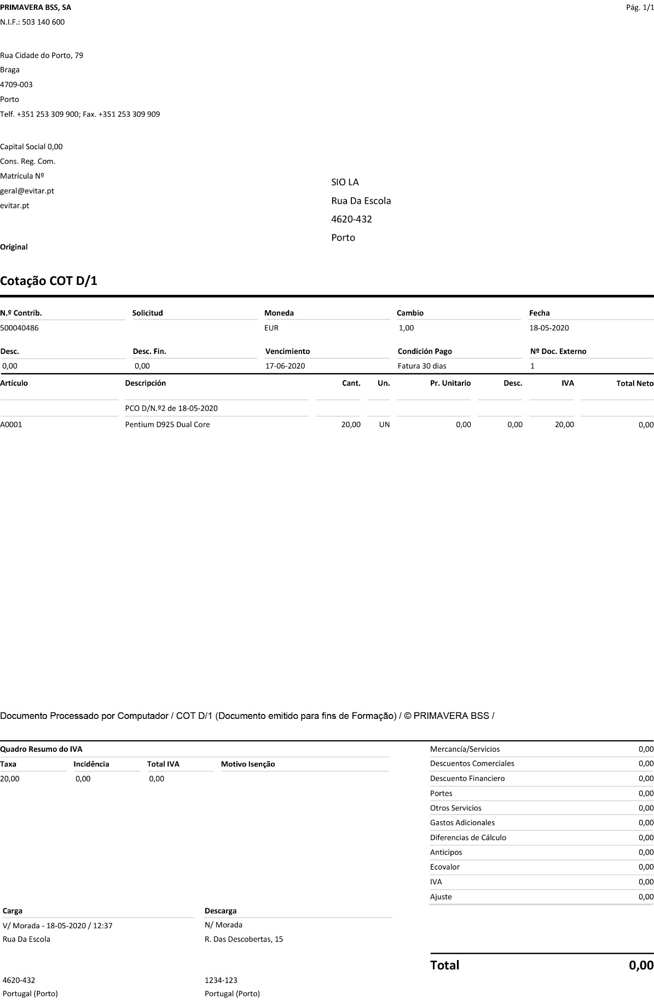 PRIMAVERA BSS, SA Pág. 1/1
N.I.F.: 503 140 600
Rua Cidade do Porto, 79
Braga
4709-003
Porto
Telf. +351 253 309 900; Fax. +351 253 309 909
Capital Social 0,00
Cons. Reg. Com.
Matrícula Nº
geral@evitar.pt
evitar.pt
SIO LA
Rua Da Escola
4620-432
Porto
Original
Cotação COT D/1
N.º Contrib. Solicitud Moneda Cambio Fecha
500040486 EUR 1,00 18-05-2020
Desc. Desc. Fin. Vencimiento Condición Pago Nº Doc. Externo
0,00 0,00 17-06-2020 Fatura 30 dias 1
Artículo Descripción Cant. Un. Pr. Unitario Desc. IVA Total Neto
PCO D/N.º2 de 18-05-2020
A0001 Pentium D925 Dual Core 20,00 UN 0,00 0,00 20,00 0,00
Documento Processado por Computador / COT D/1 (Documento emitido para fins de Formação) / © PRIMAVERA BSS /
Quadro Resumo do IVA
Taxa Incidência Total IVA Motivo Isenção
20,00 0,00 0,00
Mercancía/Servicios 0,00
Descuentos Comerciales 0,00
Descuento Financiero 0,00
Portes 0,00
Otros Servicios 0,00
Gastos Adicionales 0,00
Diferencias de Cálculo 0,00
Anticipos 0,00
Ecovalor 0,00
IVA 0,00
Ajuste 0,00
Carga Descarga
V/ Morada - 18-05-2020 / 12:37 N/ Morada
Rua Da Escola R. Das Descobertas, 15
Total 0,00
4620-432 1234-123
Portugal (Porto) Portugal (Porto)